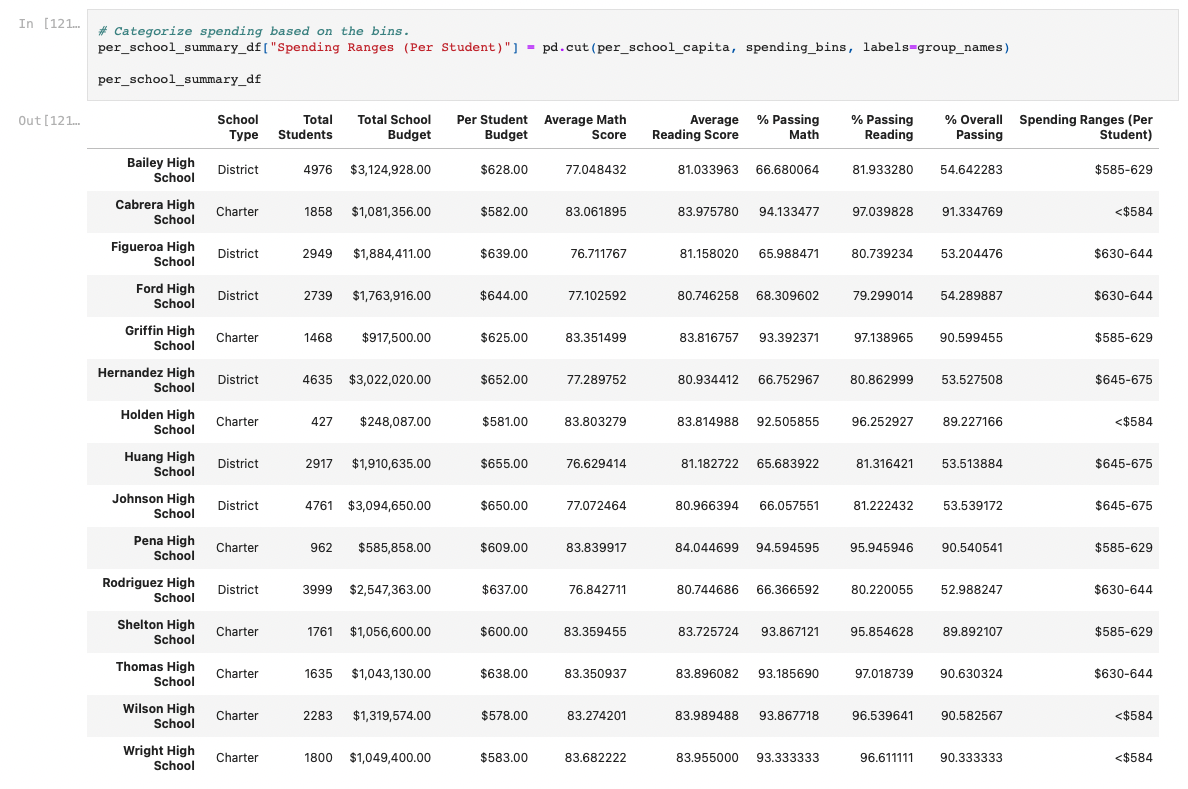 In [121…
# Categorize spending based on the bins.
per_school_summary_df["Spending Ranges (Per Student)"] = pd.cut(per_school_capita, spending_bins, labels=group_names)
per_school_summary_df
Out[121…
School Type Total Students Total School Budget Per Student Budget Average Math Score Average Reading Score % Passing Math % Passing Reading % Overall Passing Spending Ranges (Per Student)
Bailey High School District 4976 $3,124,928.00 $628.00 77.048432 81.033963 66.680064 81.933280 54.642283 $585-629
Cabrera High School Charter 1858 $1,081,356.00 $582.00 83.061895 83.975780 94.133477 97.039828 91.334769 <$584
Figueroa High School District 2949 $1,884,411.00 $639.00 76.711767 81.158020 65.988471 80.739234 53.204476 $630-644
Ford High School District 2739 $1,763,916.00 $644.00 77.102592 80.746258 68.309602 79.299014 54.289887 $630-644
Griffin High School Charter 1468 $917,500.00 $625.00 83.351499 83.816757 93.392371 97.138965 90.599455 $585-629
Hernandez High School District 4635 $3,022,020.00 $652.00 77.289752 80.934412 66.752967 80.862999 53.527508 $645-675
Holden High School Charter 427 $248,087.00 $581.00 83.803279 83.814988 92.505855 96.252927 89.227166 <$584
Huang High School District 2917 $1,910,635.00 $655.00 76.629414 81.182722 65.683922 81.316421 53.513884 $645-675
Johnson High School District 4761 $3,094,650.00 $650.00 77.072464 80.966394 66.057551 81.222432 53.539172 $645-675
Pena High School Charter 962 $585,858.00 $609.00 83.839917 84.044699 94.594595 95.945946 90.540541 $585-629
Rodriguez High School District 3999 $2,547,363.00 $637.00 76.842711 80.744686 66.366592 80.220055 52.988247 $630-644
Shelton High School Charter 1761 $1,056,600.00 $600.00 83.359455 83.725724 93.867121 95.854628 89.892107 $585-629
Thomas High School Charter 1635 $1,043,130.00 $638.00 83.350937 83.896082 93.185690 97.018739 90.630324 $630-644
Wilson High School Charter 2283 $1,319,574.00 $578.00 83.274201 83.989488 93.867718 96.539641 90.582567 <$584
Wright High School Charter 1800 $1,049,400.00 $583.00 83.682222 83.955000 93.333333 96.611111 90.333333 <$584